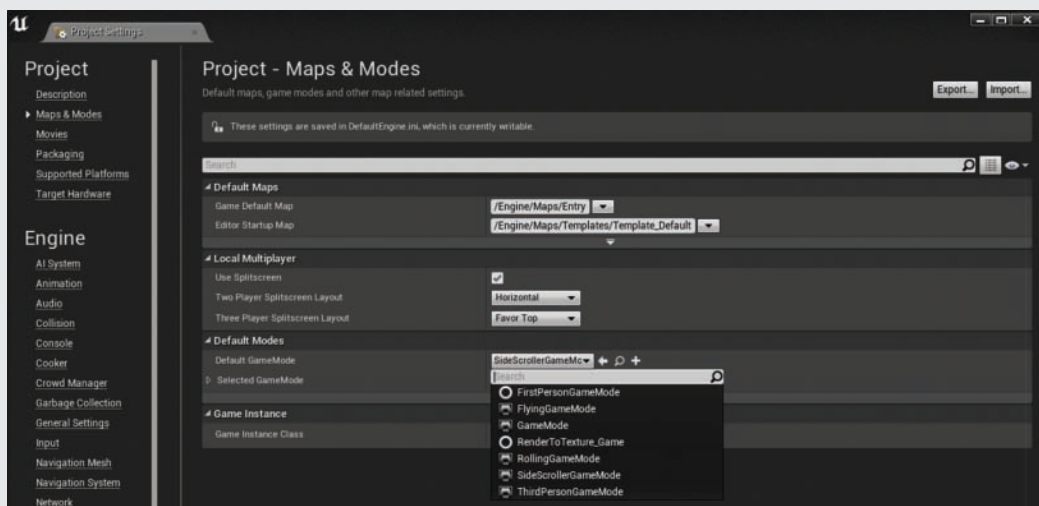 Project Settings
Project
Description
Maps & Modes
Movies
Packaging
Supported Platforms
Target Hardware
Engine
AI System
Animation
Audio
Collision
Console
Cooker
Crowd Manager
Garbage Collection
General Settings
Input
Navigation Mesh
Navigation System
Network
Project - Maps & Modes
Default maps, game modes and other map related settings.
Export... Import...
These settings are saved in DefaultEngine.ini, which is currently writable.
Search
Default Maps
Game Default Map /Engine/Maps/Entry
Editor Startup Map /Engine/Maps/Templates/Template_Default
Local Multiplayer
Use Splitscreen
Two Player Splitscreen Layout Horizontal
Three Player Splitscreen Layout Favor Top
Default Modes
Default GameMode SideScrollerGameMc
Selected GameMode
Search
FirstPersonGameMode
FlyingGameMode
GameMode
RenderToTexture_Game
RollingGameMode
SideScrollerGameMode
ThirdPersonGameMode
Game Instance
Game Instance Class